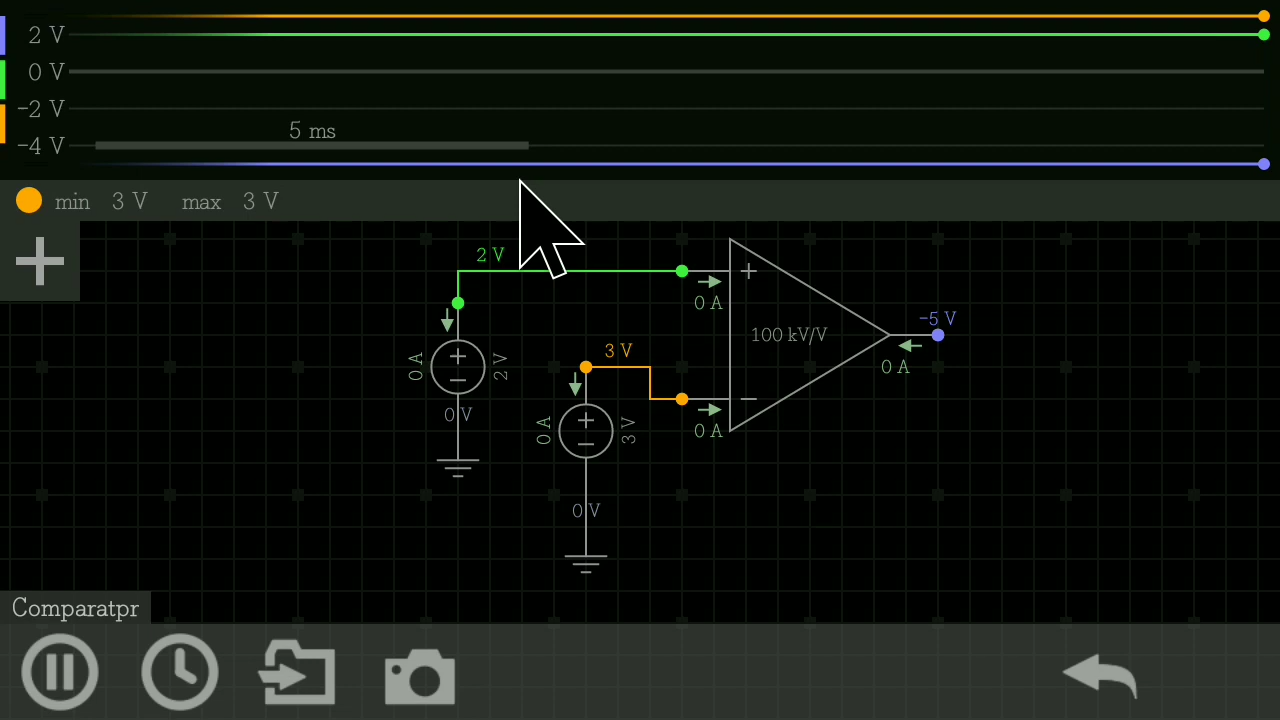 2 V
0 V
−2 V
−4 V
5 ms
min 3 V max 3 V
2 V
+
0 A
100 kV/V
−5 V
0 A
0 A
+
−
2 V
0 V
3 V
−
0 A
0 A
+
−
3 V
0 V
Comparatpr